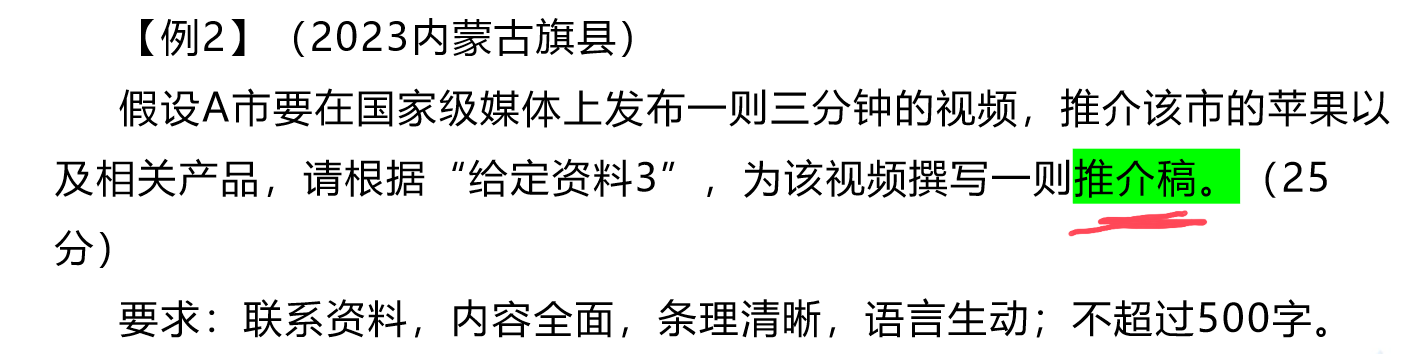 【例2】（2023内蒙古旗县）
假设A市要在国家级媒体上发布一则三分钟的视频，推介该市的苹果以
及相关产品，请根据“给定资料3”，为该视频撰写一则推介稿。（25
分）
要求：联系资料，内容全面，条理清晰，语言生动；不超过500字。